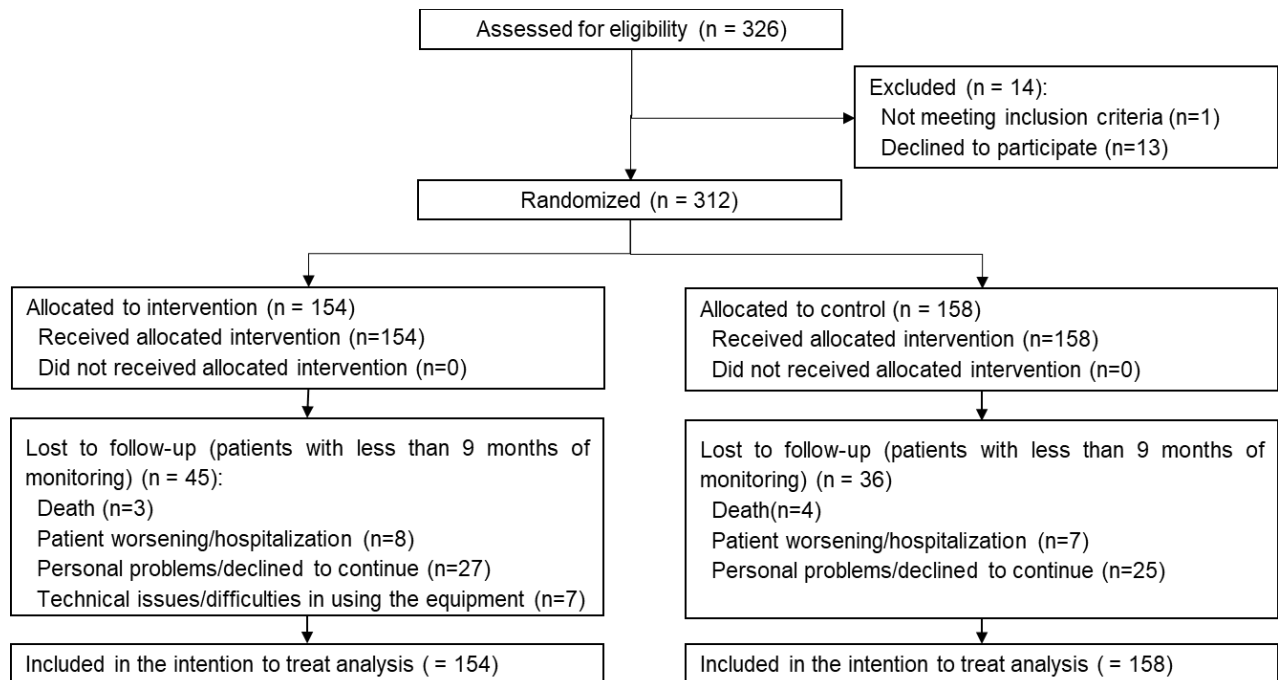 Assessed for eligibility (n = 326)
Excluded (n = 14):
Not meeting inclusion criteria (n=1)
Declined to participate (n=13)
Randomized (n = 312)
Allocated to intervention (n = 154)
Received allocated intervention (n=154)
Did not received allocated intervention (n=0)
Allocated to control (n = 158)
Received allocated intervention (n=158)
Did not received allocated intervention (n=0)
Lost to follow-up (patients with less than 9 months of
monitoring) (n = 45):
Death (n=3)
Patient worsening/hospitalization (n=8)
Personal problems/declined to continue (n=27)
Technical issues/difficulties in using the equipment (n=7)
Lost to follow-up (patients with less than 9 months of
monitoring) (n = 36)
Death(n=4)
Patient worsening/hospitalization (n=7)
Personal problems/declined to continue (n=25)
Included in the intention to treat analysis ( = 154)
Included in the intention to treat analysis ( = 158)